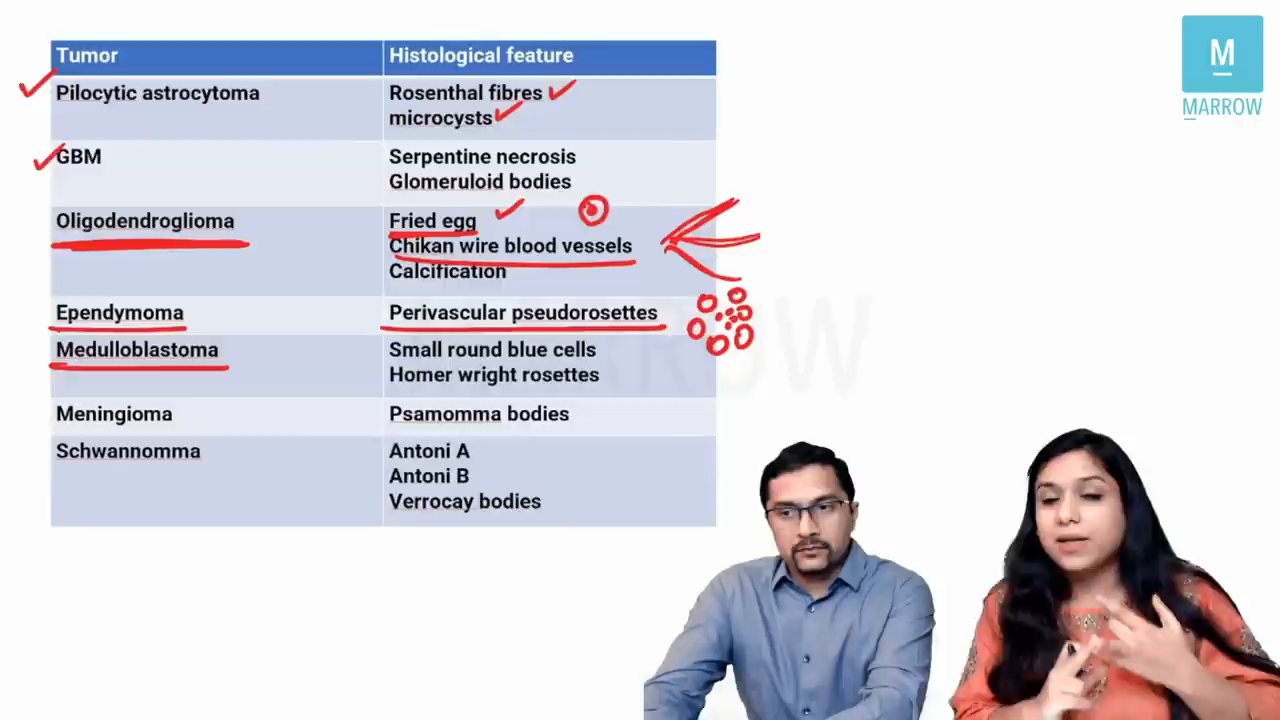 Tumor Histological feature
Pilocytic astrocytoma Rosenthal fibres
microcysts
GBM Serpentine necrosis
Glomeruloid bodies
Oligodendroglioma Fried egg
Chikan wire blood vessels
Calcification
Ependymoma Perivascular pseudorosettes
Medulloblastoma Small round blue cells
Homer wright rosettes
Meningioma Psamomma bodies
Schwannomma Antoni A
Antoni B
Verrocay bodies
M
MARROW